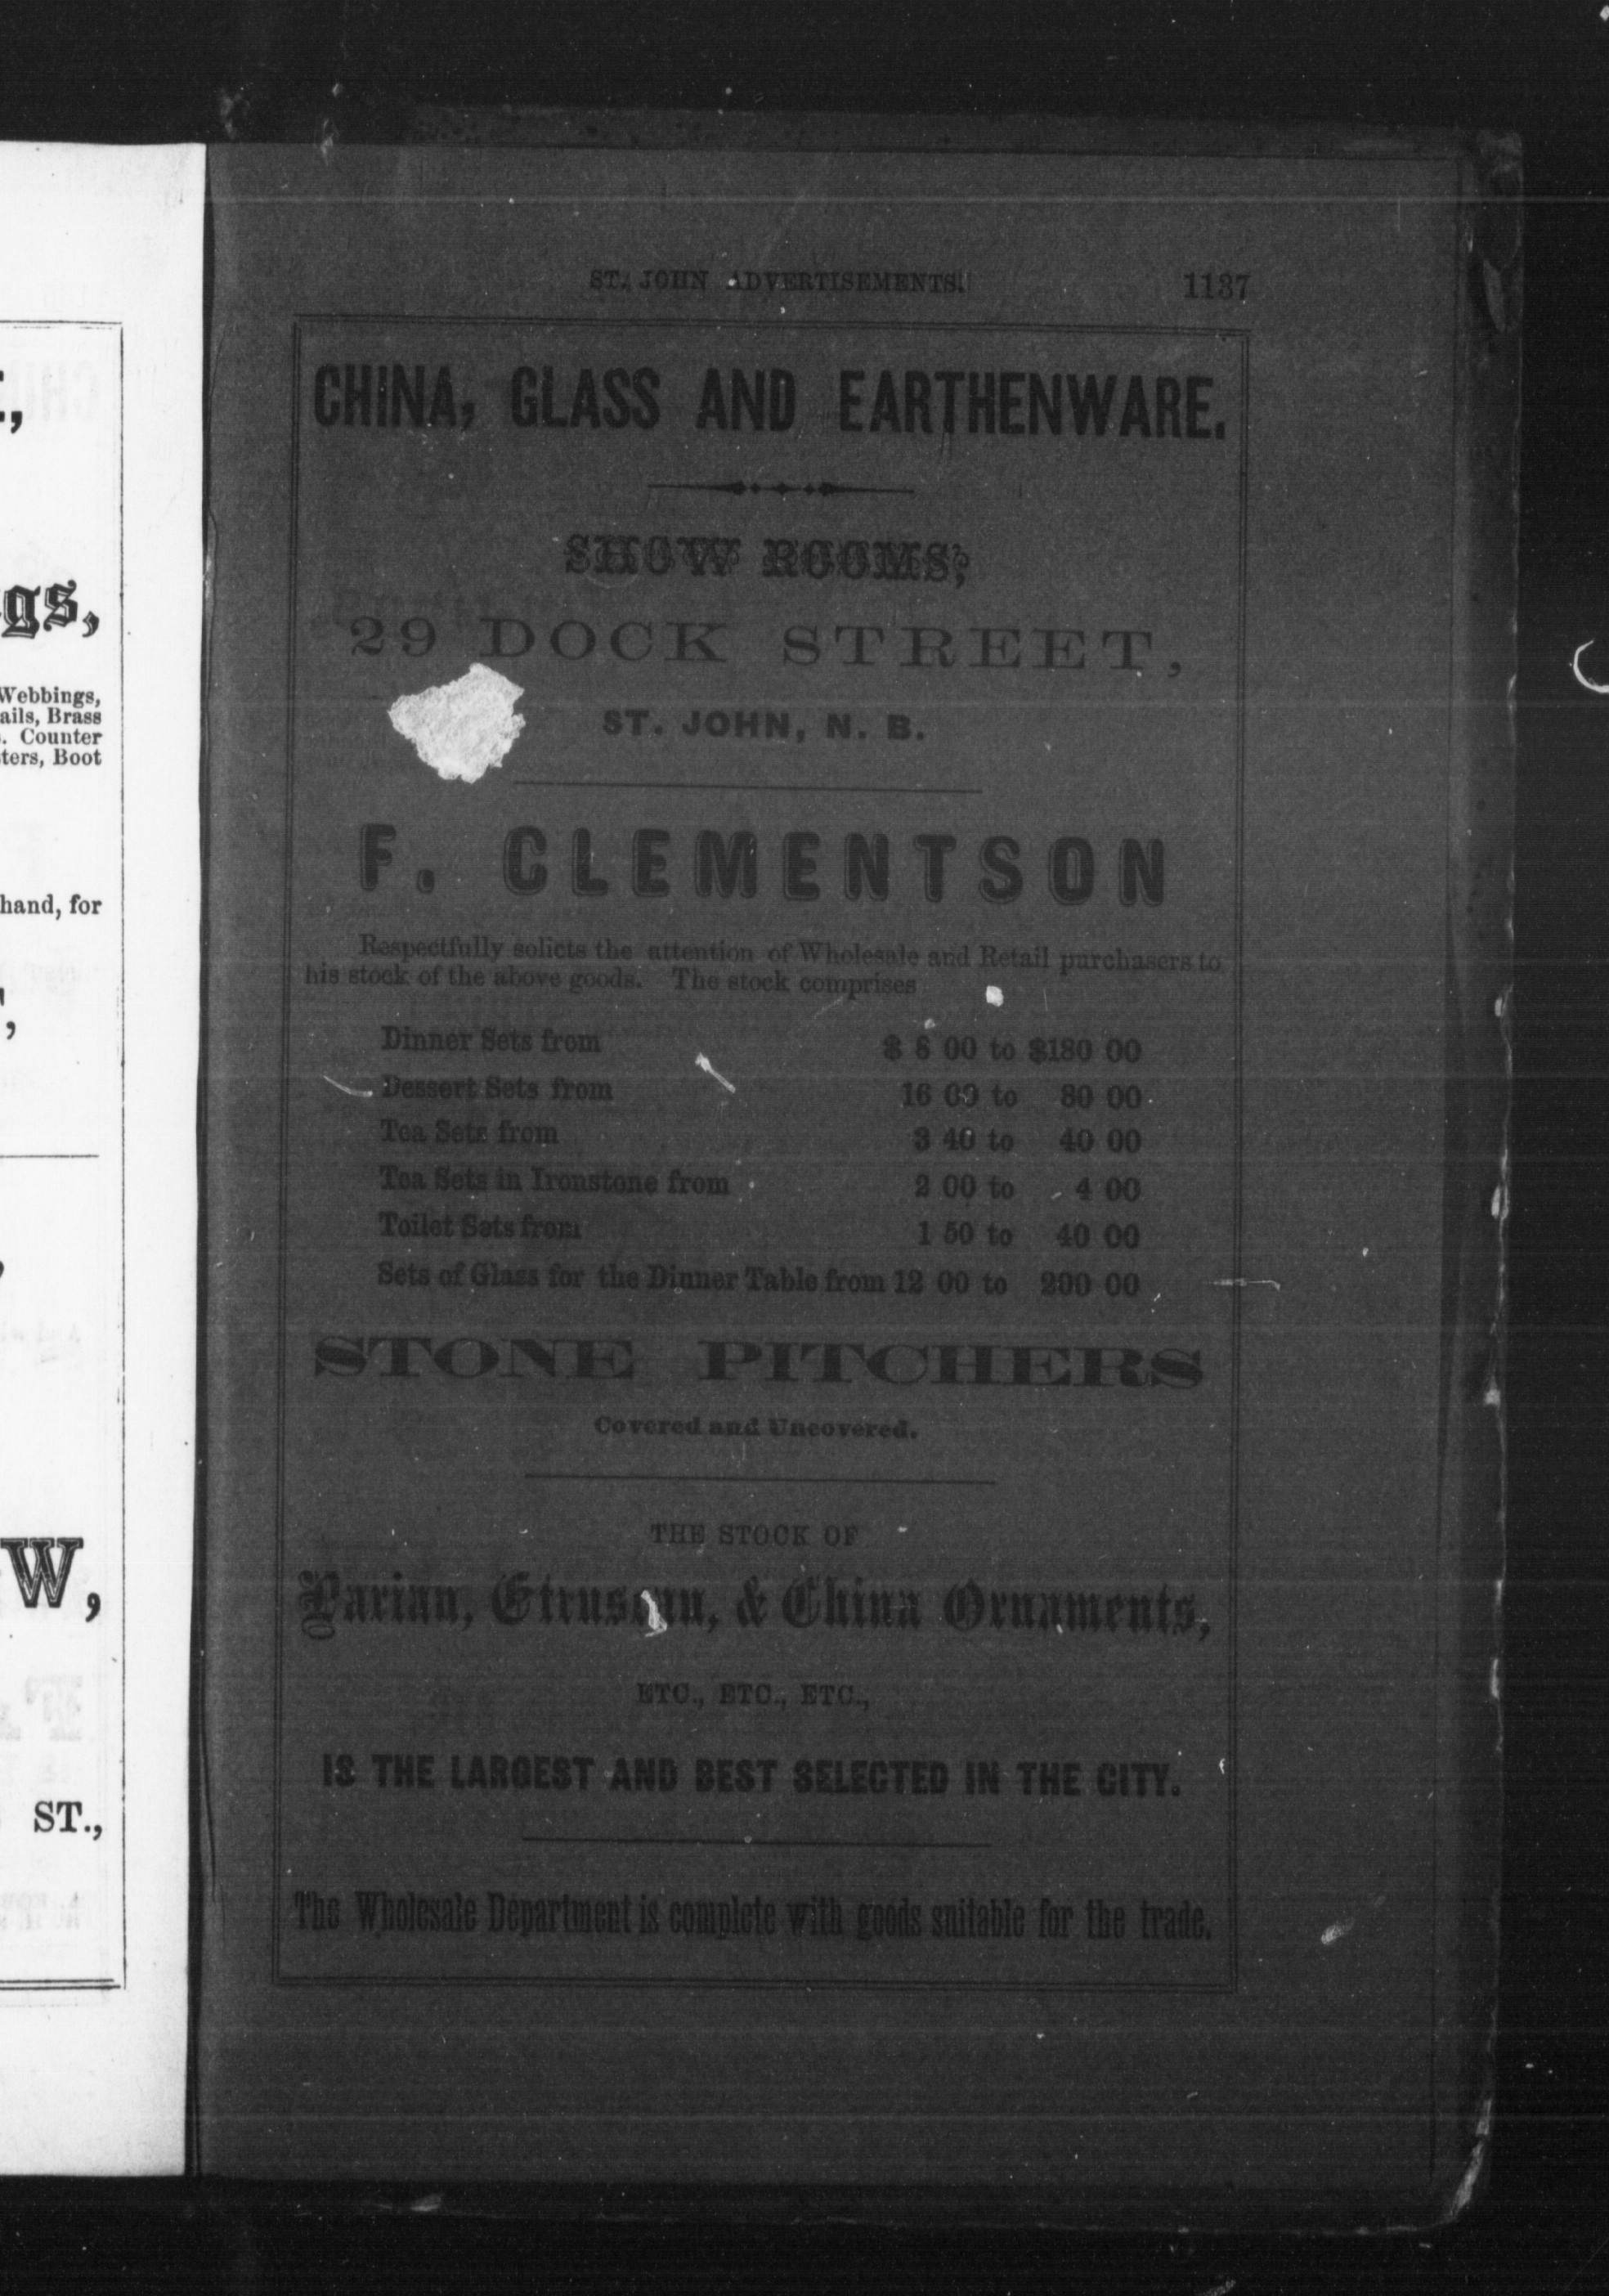 gs,
Webbings,
ails, Brass
. Counter
ters, Boot
hand, for
W,
ST.,
ST. JOHN ADVERTISEMENTS. 1137
CHINA, GLASS AND EARTHENWARE.
SHOW ROOMS,
29 DOCK STREET,
ST. JOHN, N. B.
F. CLEMENTSON
Respectfully solicts the attention of Wholesale and Retail purchasers to
his stock of the above goods. The stock comprises
Dinner Sets from $ 8 00 to $180 00
Dessert Sets from 16 00 to 80 00
Tea Sets from 3 40 to 40 00
Tea Sets in Ironstone from 2 00 to 4 00
Toilet Sets from 1 50 to 40 00
Sets of Glass for the Dinner Table from 12 00 to 200 00
STONE PITCHERS
Covered and Uncovered.
THE STOCK OF
Parian, Etruscan, & China Ornaments,
ETC., ETC., ETC.,
IS THE LARGEST AND BEST SELECTED IN THE CITY.
The Wholesale Department is complete with goods suitable for the trade.